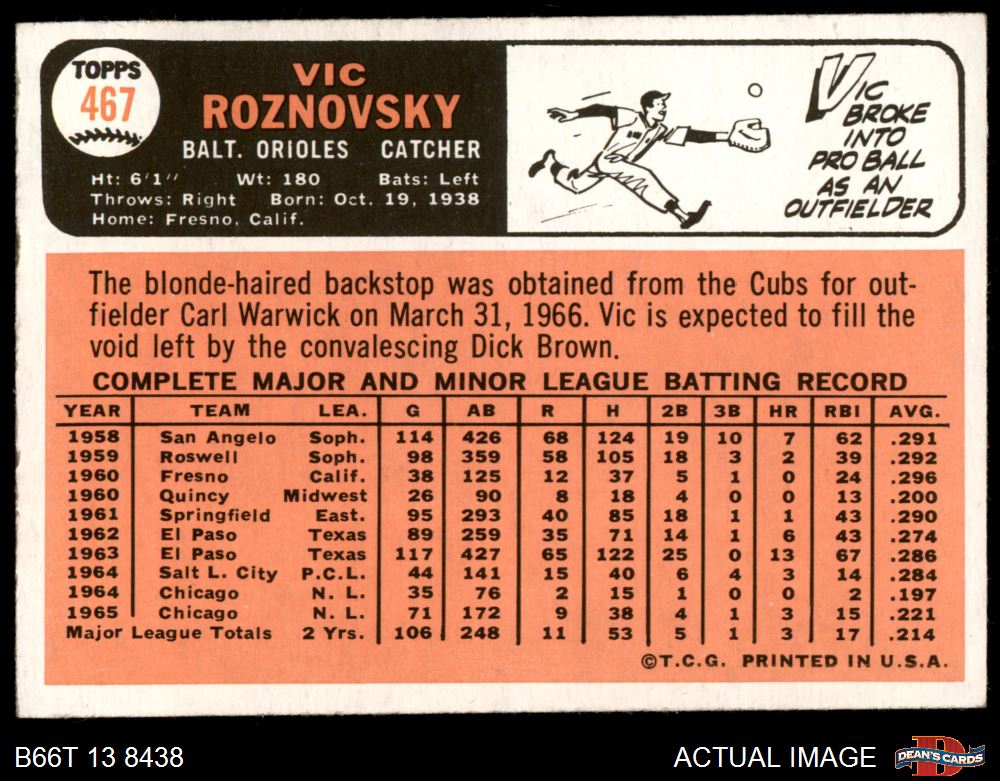 TOPPS
467
VIC
ROZNOVSKY
BALT. ORIOLES CATCHER
Ht: 6'1" Wt: 180 Bats: Left
Throws: Right Born: Oct. 19, 1938
Home: Fresno, Calif.
VIC
BROKE
INTO
PRO BALL
AS AN
OUTFIELDER
The blonde-haired backstop was obtained from the Cubs for out-
fielder Carl Warwick on March 31, 1966. Vic is expected to fill the
void left by the convalescing Dick Brown.
COMPLETE MAJOR AND MINOR LEAGUE BATTING RECORD
YEAR TEAM LEA. G AB R H 2B 3B HR RBI AVG.
1958 San Angelo Soph. 114 426 68 124 19 10 7 62 .291
1959 Roswell Soph. 98 359 58 105 18 3 2 39 .292
1960 Fresno Calif. 38 125 12 37 5 1 0 24 .296
1960 Quincy Midwest 26 90 8 18 4 0 0 13 .200
1961 Springfield East. 95 293 40 85 18 1 1 43 .290
1962 El Paso Texas 89 259 35 71 14 1 6 43 .274
1963 El Paso Texas 117 427 65 122 25 0 13 67 .286
1964 Salt L. City P.C.L. 44 141 15 40 6 4 3 14 .284
1964 Chicago N. L. 35 76 2 15 1 0 0 2 .197
1965 Chicago N. L. 71 172 9 38 4 1 3 15 .221
Major League Totals 2 Yrs. 106 248 11 53 5 1 3 17 .214
©T.C.G. PRINTED IN U.S.A.
B66T 13 8438
ACTUAL IMAGE
DEAN'S CARDS